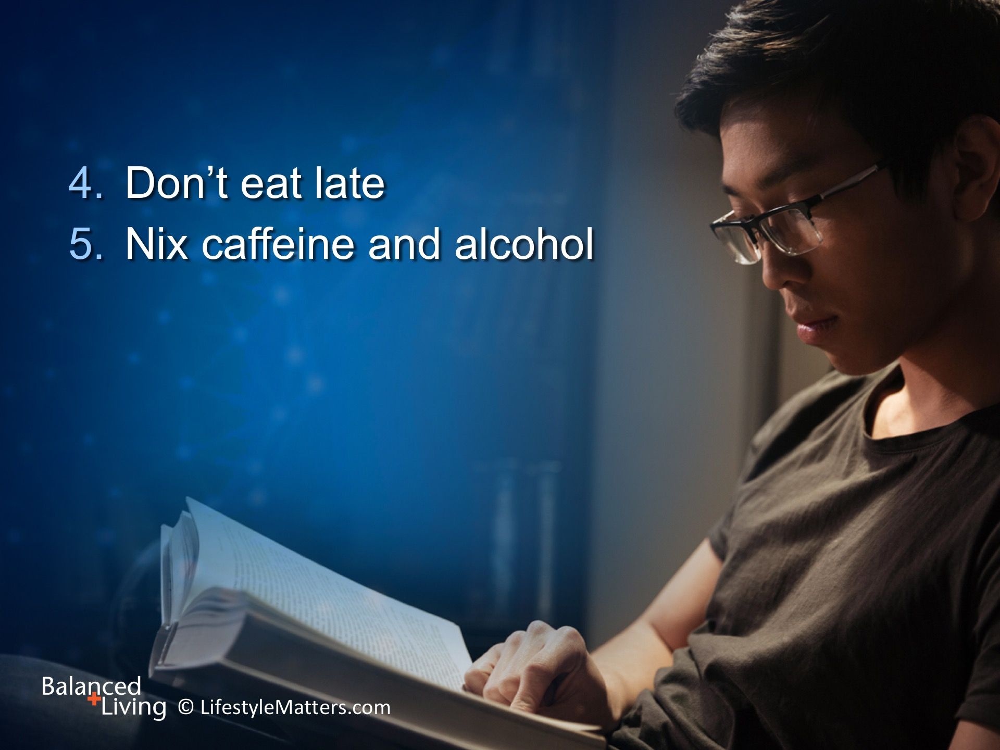 4. Don’t eat late
5. Nix caffeine and alcohol
Balanced
Living © LifestyleMatters.com